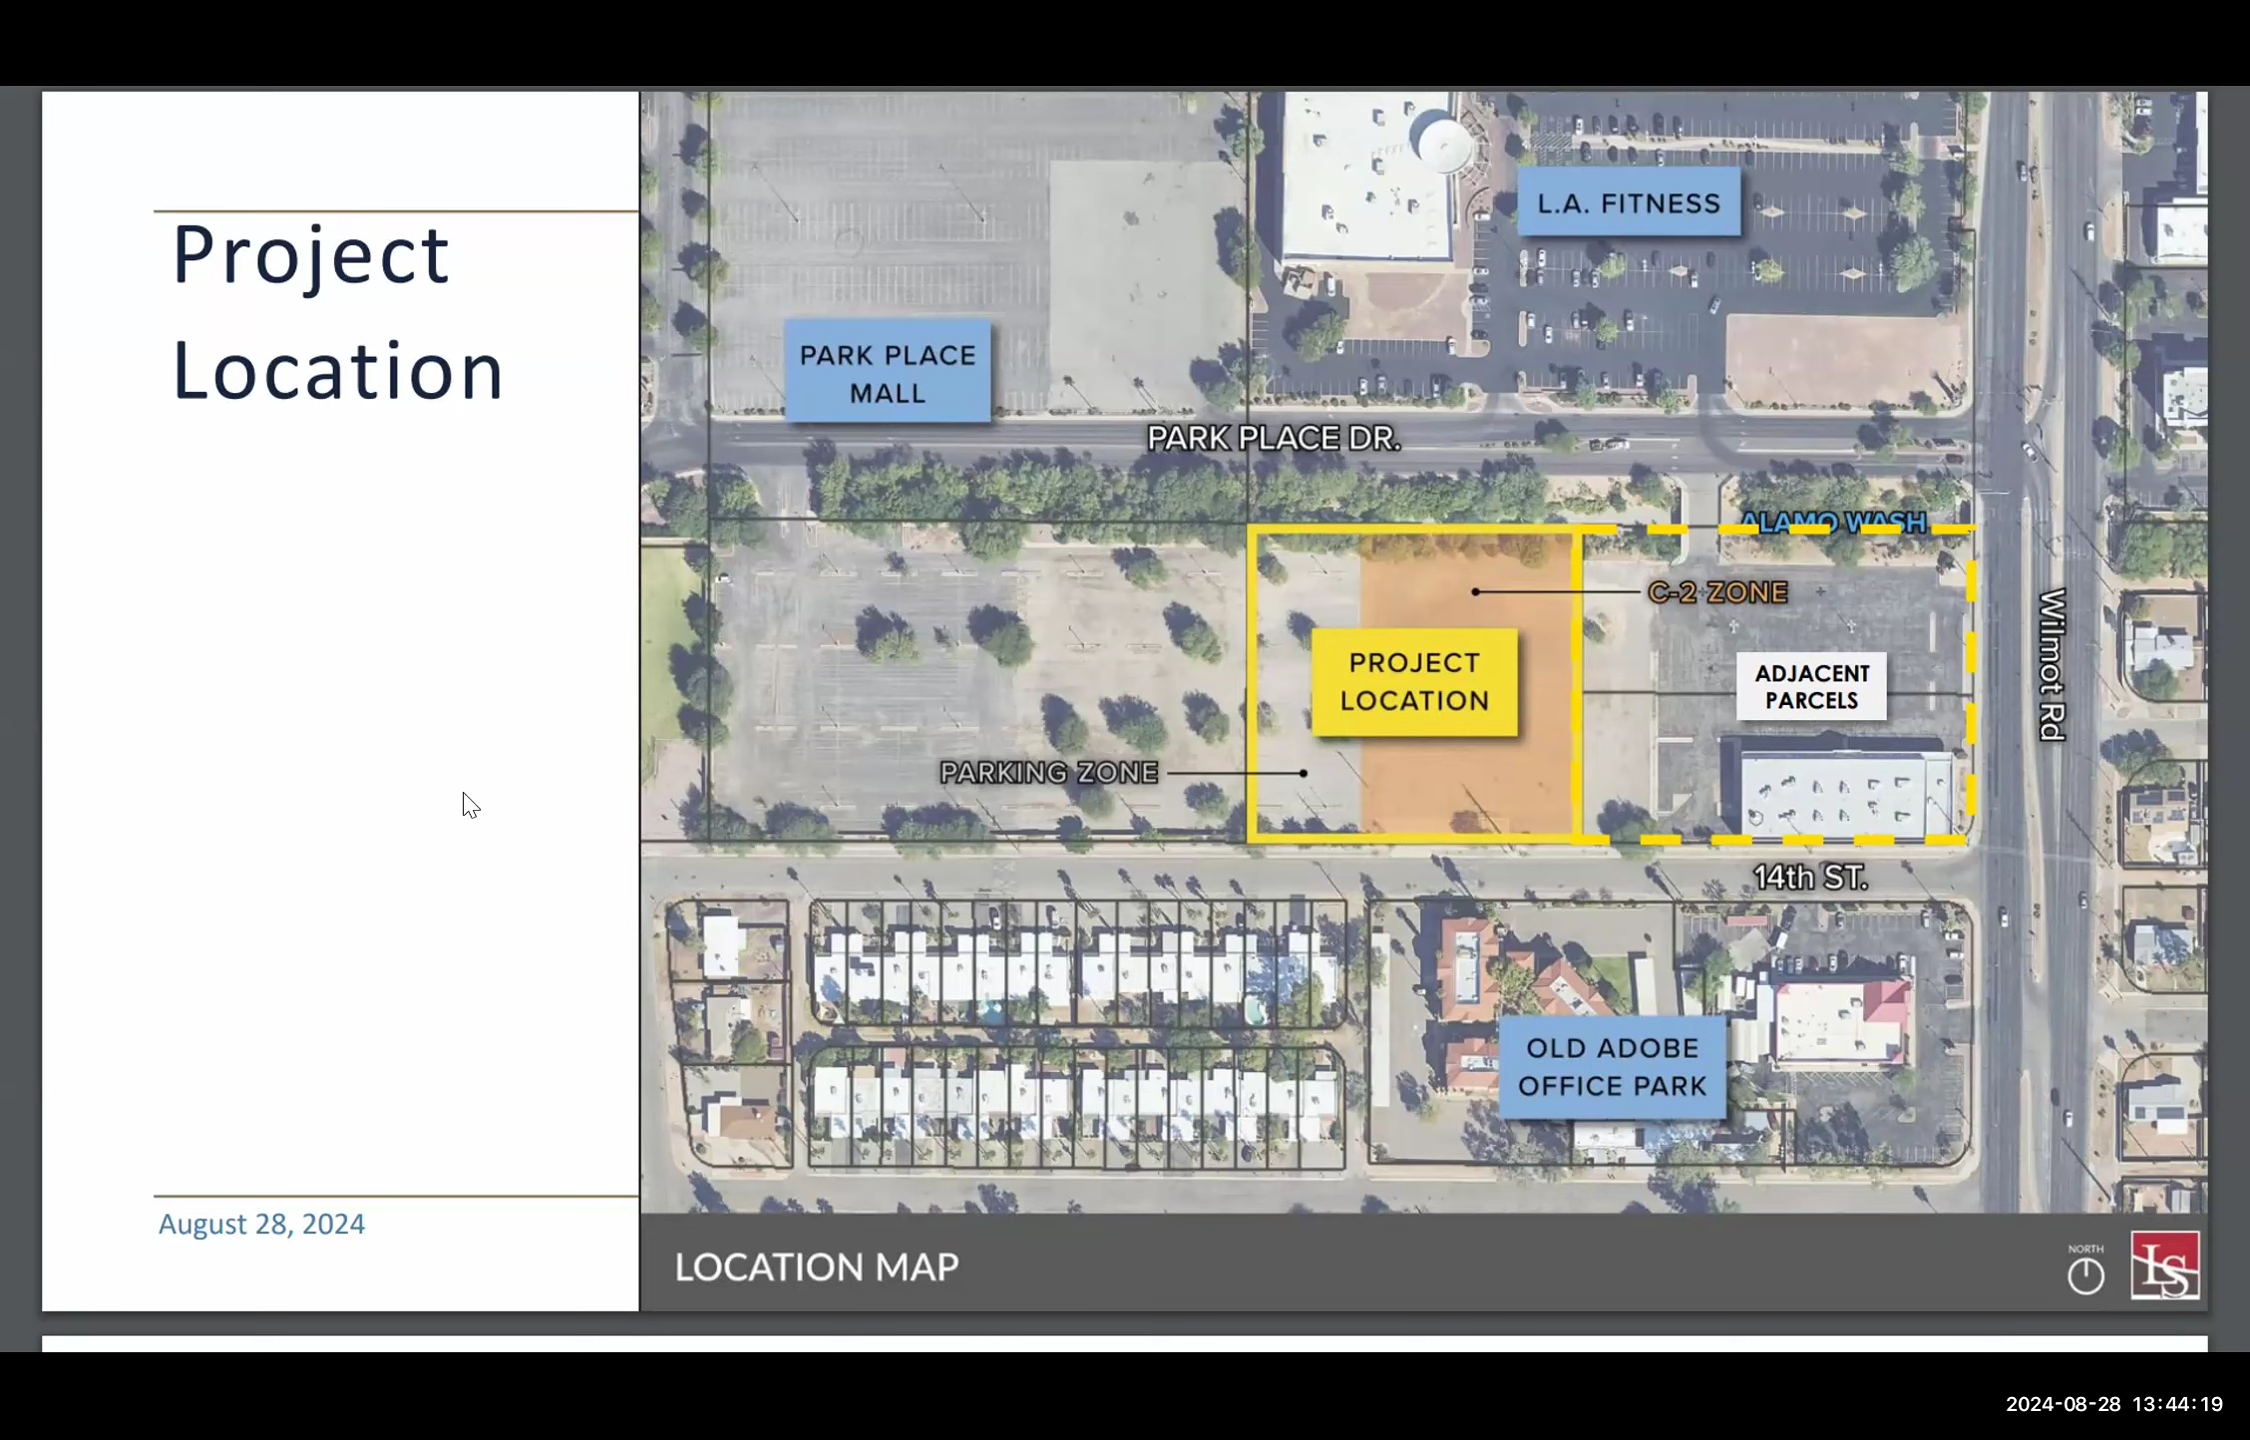 Project
Location
August 28, 2024
L.A. FITNESS
PARK PLACE
MALL
PARK PLACE DR.
ALAMO WASH
C-2 ZONE
PROJECT
LOCATION
ADJACENT
PARCELS
Wilmot Rd
PARKING ZONE
14th ST.
OLD ADOBE
OFFICE PARK
LOCATION MAP
NORTH
LS
2024-08-28 13:44:19